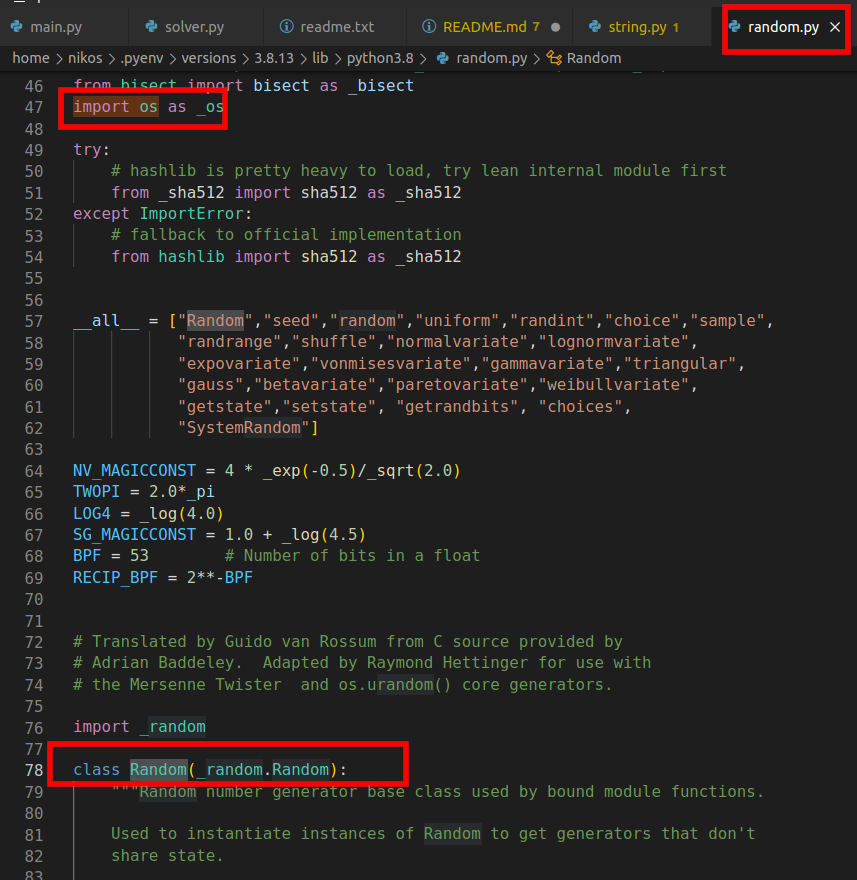 main.py solver.py readme.txt README.md 7 string.py 1 random.py
home > nikos > .pyenv > versions > 3.8.13 > lib > python3.8 > random.py > Random
46 from bisect import bisect as _bisect
47 import os as _os
48
49 try:
50 # hashlib is pretty heavy to load, try lean internal module first
51 from _sha512 import sha512 as _sha512
52 except ImportError:
53 # fallback to official implementation
54 from hashlib import sha512 as _sha512
55
56
57 __all__ = ["Random","seed","random","uniform","randint","choice","sample",
58 "randrange","shuffle","normalvariate","lognormvariate",
59 "expovariate","vonmisesvariate","gammavariate","triangular",
60 "gauss","betavariate","paretovariate","weibullvariate",
61 "getstate","setstate", "getrandbits", "choices",
62 "SystemRandom"]
63
64 NV_MAGICCONST = 4 * _exp(-0.5)/_sqrt(2.0)
65 TWOPI = 2.0*_pi
66 LOG4 = _log(4.0)
67 SG_MAGICCONST = 1.0 + _log(4.5)
68 BPF = 53 # Number of bits in a float
69 RECIP_BPF = 2**-BPF
70
71
72 # Translated by Guido van Rossum from C source provided by
73 # Adrian Baddeley. Adapted by Raymond Hettinger for use with
74 # the Mersenne Twister and os.urandom() core generators.
75
76 import _random
77
78 class Random(_random.Random):
79 """Random number generator base class used by bound module functions.
80
81 Used to instantiate instances of Random to get generators that don't
82 share state.
83